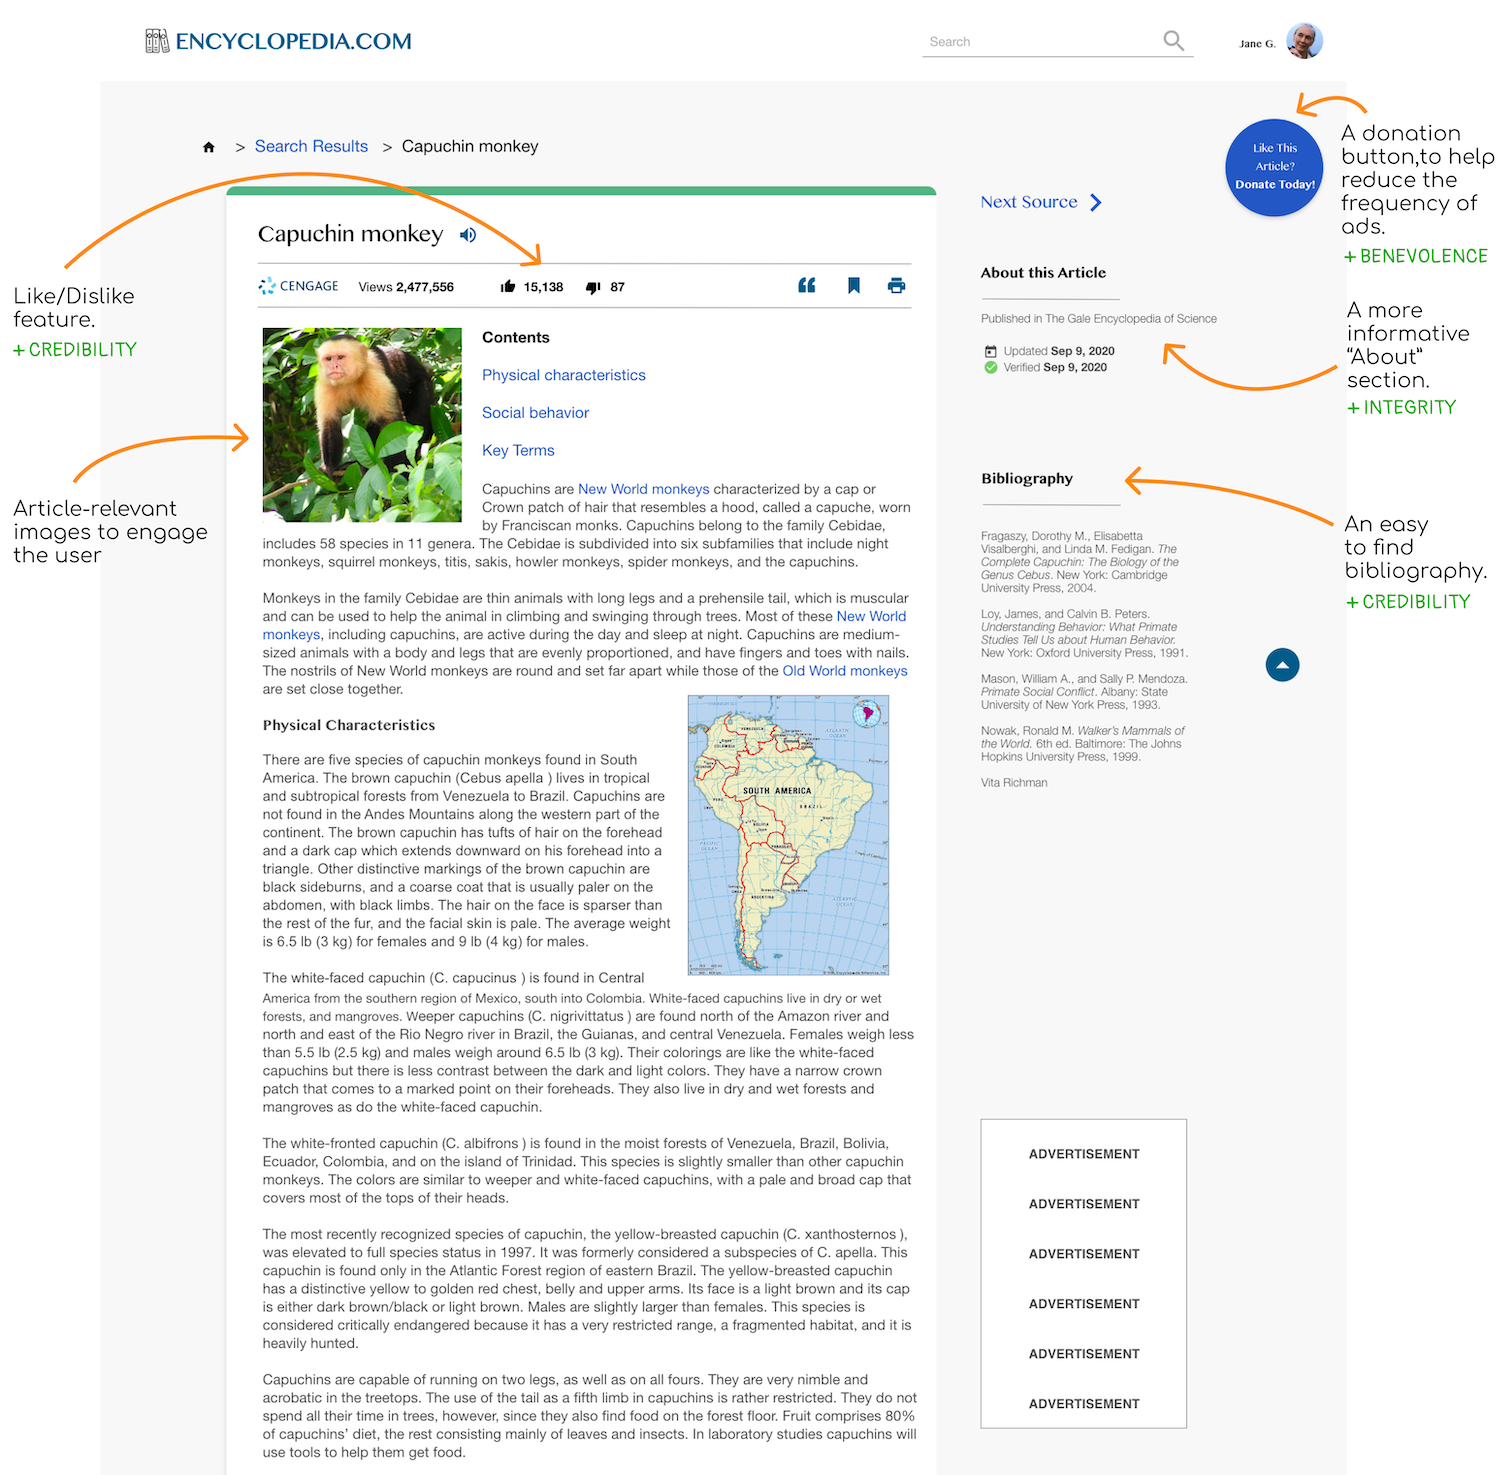 ENCYCLOPEDIA.COM
Search
Jane G.
> Search Results > Capuchin monkey
Like This
Article?
Donate Today!
A donation
button,to help
reduce the
frequency of
ads.
+ BENEVOLENCE
Like/Dislike
feature.
+ CREDIBILITY
Article-relevant
images to engage
the user
Capuchin monkey
CENGAGE
Views 2,477,556
15,138
87
Contents
Physical characteristics
Social behavior
Key Terms
Capuchins are New World monkeys characterized by a cap or
Crown patch of hair that resembles a hood, called a capuche, worn
by Franciscan monks. Capuchins belong to the family Cebidae,
includes 58 species in 11 genera. The Cebidae is subdivided into six subfamilies that include night
monkeys, squirrel monkeys, titis, sakis, howler monkeys, spider monkeys, and the capuchins.
Monkeys in the family Cebidae are thin animals with long legs and a prehensile tail, which is muscular
and can be used to help the animal in climbing and swinging through trees. Most of these New World
monkeys, including capuchins, are active during the day and sleep at night. Capuchins are medium-
sized animals with a body and legs that are evenly proportioned, and have fingers and toes with nails.
The nostrils of New World monkeys are round and set far apart while those of the Old World monkeys
are set close together.
Physical Characteristics
There are five species of capuchin monkeys found in South
America. The brown capuchin (Cebus apella ) lives in tropical
and subtropical forests from Venezuela to Brazil. Capuchins are
not found in the Andes Mountains along the western part of the
continent. The brown capuchin has tufts of hair on the forehead
and a dark cap which extends downward on his forehead into a
triangle. Other distinctive markings of the brown capuchin are
black sideburns, and a coarse coat that is usually paler on the
abdomen, with black limbs. The hair on the face is sparser than
the rest of the fur, and the facial skin is pale. The average weight
is 6.5 lb (3 kg) for females and 9 lb (4 kg) for males.
SOUTH AMERICA
BRAZIL
VENEZUELA
COLOMBIA
PERU
BOLIVIA
ARGENTINA
ATLANTIC
OCEAN
PACIFIC
OCEAN
The white-faced capuchin (C. capucinus ) is found in Central
America from the southern region of Mexico, south into Colombia. White-faced capuchins live in dry or wet
forests, and mangroves. Weeper capuchins (C. nigrivittatus ) are found north of the Amazon river and
north and east of the Rio Negro river in Brazil, the Guianas, and central Venezuela. Females weigh less
than 5.5 lb (2.5 kg) and males weigh around 6.5 lb (3 kg). Their colorings are like the white-faced
capuchins but there is less contrast between the dark and light colors. They have a narrow crown
patch that comes to a marked point on their foreheads. They also live in dry and wet forests and
mangroves as do the white-faced capuchin.
The white-fronted capuchin (C. albifrons ) is found in the moist forests of Venezuela, Brazil, Bolivia,
Ecuador, Colombia, and on the island of Trinidad. This species is slightly smaller than other capuchin
monkeys. The colors are similar to weeper and white-faced capuchins, with a pale and broad cap that
covers most of the tops of their heads.
The most recently recognized species of capuchin, the yellow-breasted capuchin (C. xanthosternos ),
was elevated to full species status in 1997. It was formerly considered a subspecies of C. apella. This
capuchin is found only in the Atlantic Forest region of eastern Brazil. The yellow-breasted capuchin
has a distinctive yellow to golden red chest, belly and upper arms. Its face is a light brown and its cap
is either dark brown/black or light brown. Males are slightly larger than females. This species is
considered critically endangered because it has a very restricted range, a fragmented habitat, and it is
heavily hunted.
Capuchins are capable of running on two legs, as well as on all fours. They are very nimble and
acrobatic in the treetops. The use of the tail as a fifth limb in capuchins is rather restricted. They do not
spend all their time in trees, however, since they also find food on the forest floor. Fruit comprises 80%
of capuchins' diet, the rest consisting mainly of leaves and insects. In laboratory studies capuchins will
use tools to help them get food.
Next Source
About this Article
Published in The Gale Encyclopedia of Science
Updated Sep 9, 2020
Verified Sep 9, 2020
A more
informative
“About”
section.
+ INTEGRITY
Bibliography
Fragaszy, Dorothy M., Elisabetta
Visalberghi, and Linda M. Fedigan. The
Complete Capuchin: The Biology of the
Genus Cebus. New York: Cambridge
University Press, 2004.
Loy, James, and Calvin B. Peters.
Understanding Behavior: What Primate
Studies Tell Us about Human Behavior.
New York: Oxford University Press, 1991.
Mason, William A., and Sally P. Mendoza.
Primate Social Conflict. Albany: State
University of New York Press, 1993.
Nowak, Ronald M. Walker's Mammals of
the World. 6th ed. Baltimore: The Johns
Hopkins University Press, 1999.
Vita Richman
An easy
to find
bibliography.
+ CREDIBILITY
ADVERTISEMENT
ADVERTISEMENT
ADVERTISEMENT
ADVERTISEMENT
ADVERTISEMENT
ADVERTISEMENT